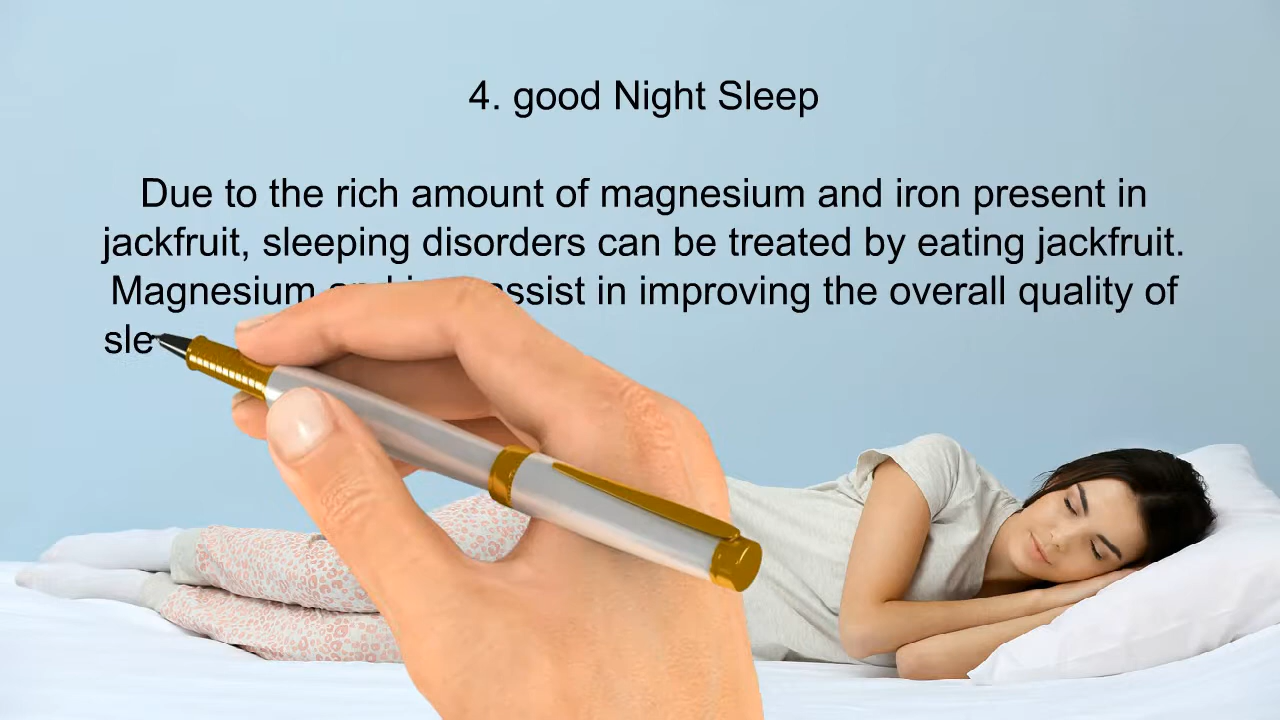 4. good Night Sleep
Due to the rich amount of magnesium and iron present in
jackfruit, sleeping disorders can be treated by eating jackfruit.
Magnesium assist in improving the overall quality of
sle